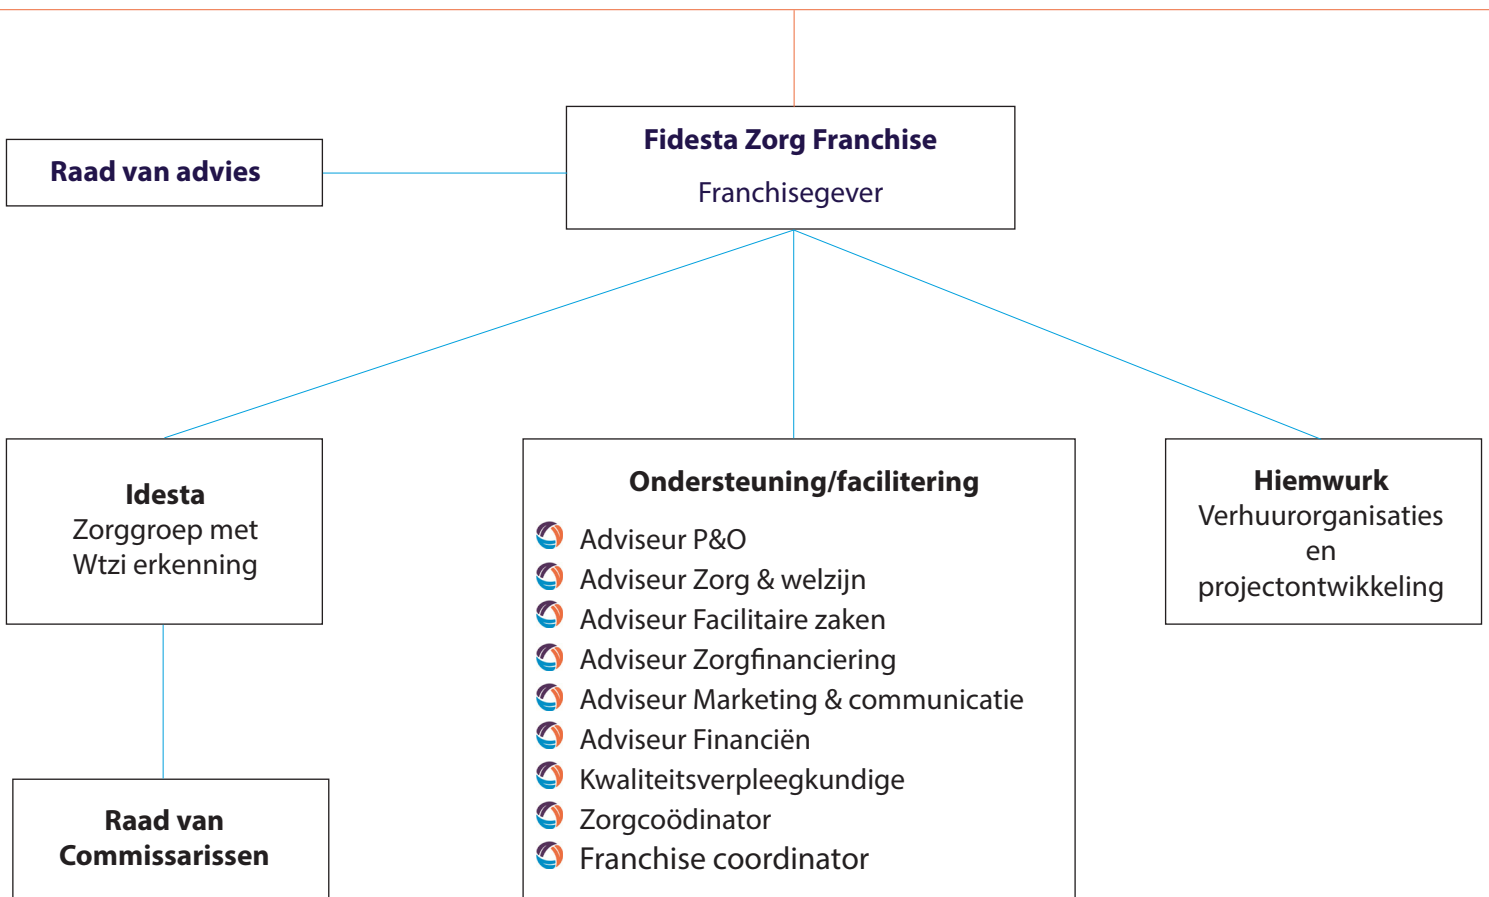 Fidesta Zorg Franchise
Franchisegever
Raad van advies
Idesta
Zorggroep met
Wtzi erkenning
Raad van
Commissarissen
Ondersteuning/facilitering
Adviseur P&O
Adviseur Zorg & welzijn
Adviseur Facilitaire zaken
Adviseur Zorgfinanciering
Adviseur Marketing & communicatie
Adviseur Financiën
Kwaliteitsverpleegkundige
Zorgcoödinator
Franchise coordinator
Hiemwurk
Verhuurorganisaties
en
projectontwikkeling